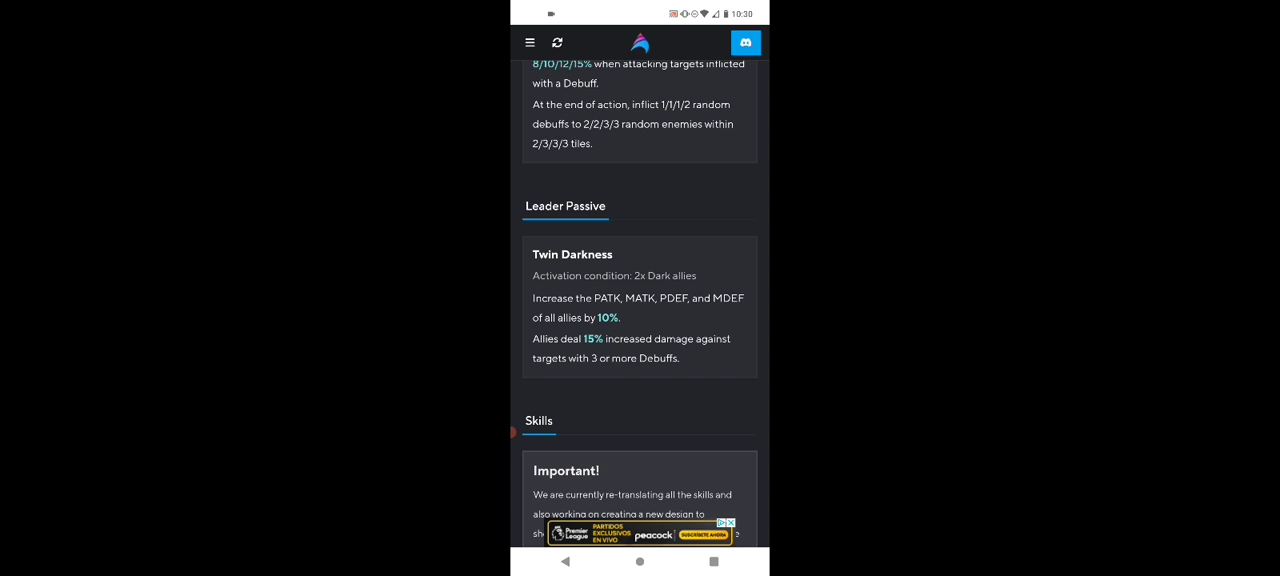 10:30
8/10/12/15% when attacking targets inflicted
with a Debuff.
At the end of action, inflict 1/1/1/2 random
debuffs to 2/2/3/3 random enemies within
2/3/3/3 tiles.
Leader Passive
Twin Darkness
Activation condition: 2x Dark allies
Increase the PATK, MATK, PDEF, and MDEF
of all allies by 10%.
Allies deal 15% increased damage against
targets with 3 or more Debuffs.
Skills
Important!
We are currently re-translating all the skills and
also working on creating a new design to
Premier
League
PARTIDOS
EXCLUSIVOS
EN VIVO
peacock
SUSCRÍBETE AHORA